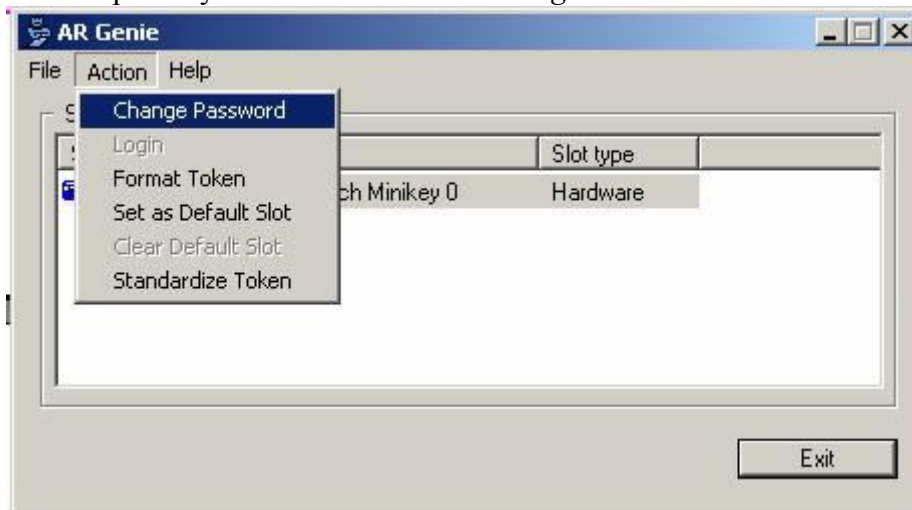 AR Genie
File Action Help
Change Password
Login
Format Token
Set as Default Slot
Clear Default Slot
Standardize Token
Slot type
ch Minikey 0 Hardware
Exit